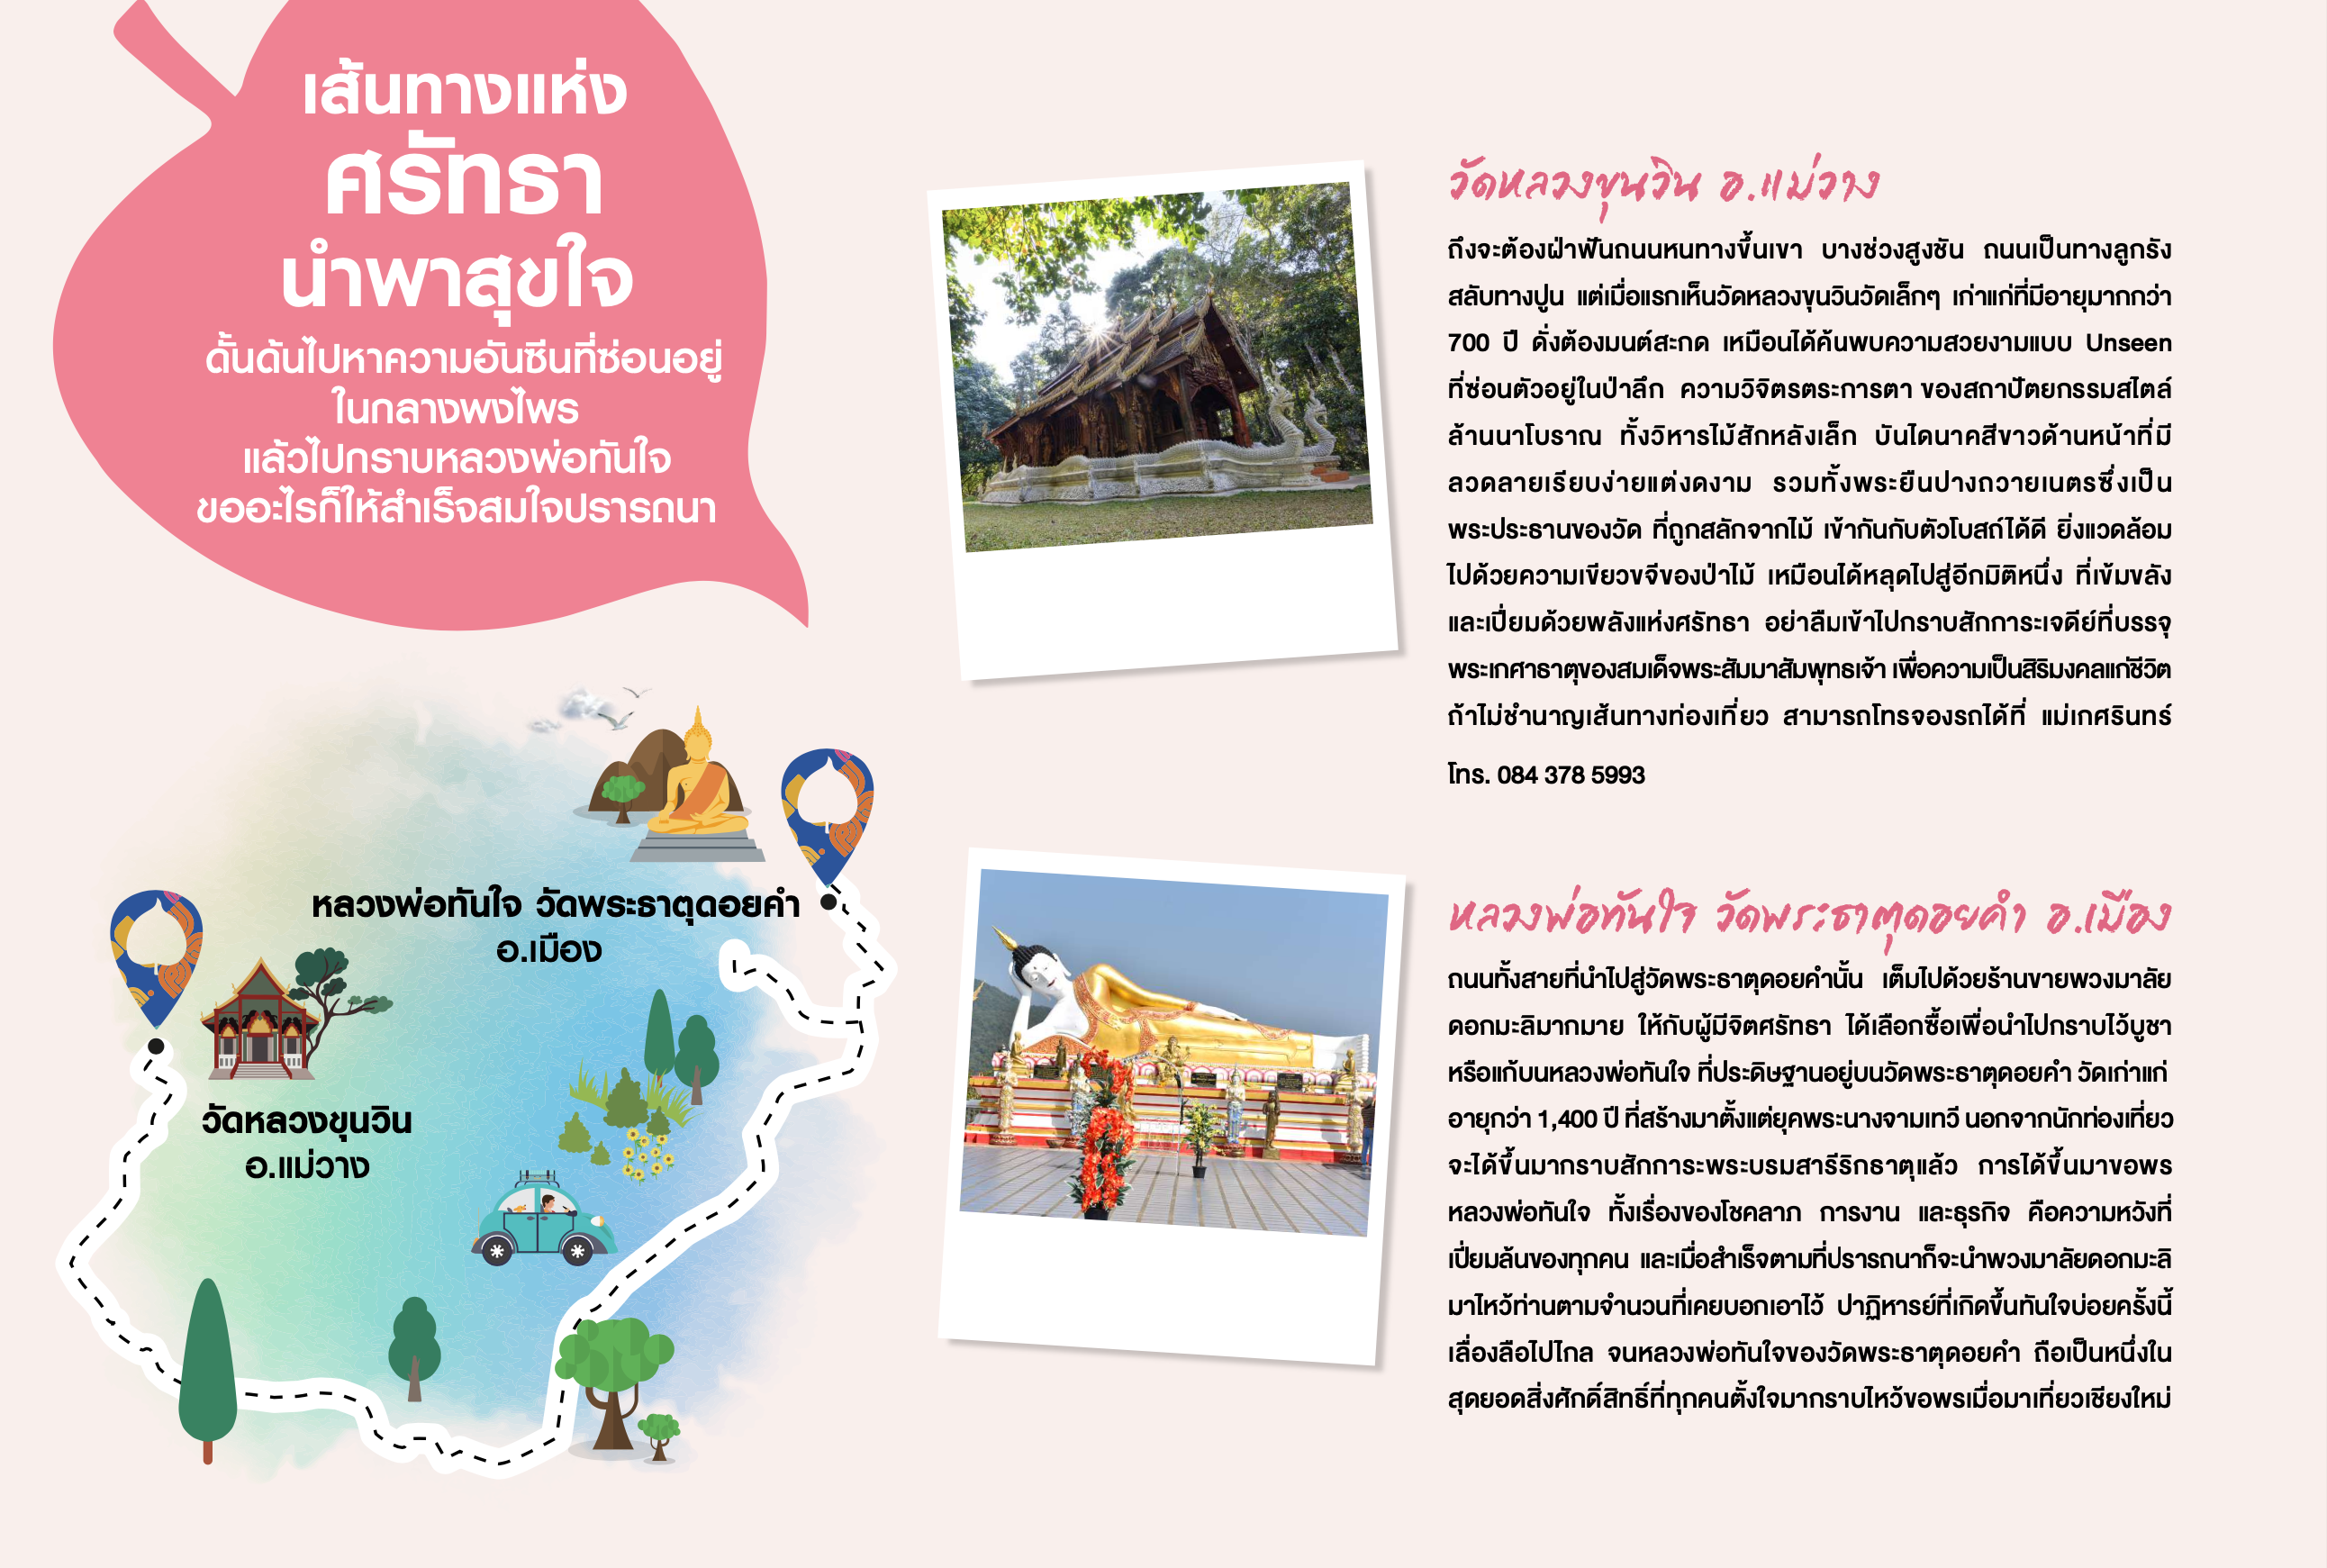 เส้นทางแห่ง
ศรัทธา
นำพาสุขใจ
ดั้นด้นไปหาความอันซีนที่ซ่อนอยู่
ในกลางพงไพร
แล้วไปกราบหลวงพ่อทันใจ
ขออะไรก็ให้สำเร็จสมใจปรารถนา
หลวงพ่อทันใจ วัดพระธาตุดอยคำ
อ.เมือง
วัดหลวงขุนวิน
อ.แม่วาง
วัดหลวงขุนวิน อ.แม่วาง
ถึงจะต้องฝ่าฟันถนนหนทางขึ้นเขา บางช่วงสูงชัน ถนนเป็นทางลูกรัง
สลับทางปูน แต่เมื่อแรกเห็นวัดหลวงขุนวินวัดเล็กๆ เก่าแก่ที่มีอายุมากกว่า
700 ปี ดั่งต้องมนต์สะกด เหมือนได้ค้นพบความสวยงามแบบ Unseen
ที่ซ่อนตัวอยู่ในป่าลึก ความวิจิตรตระการตา ของสถาปัตยกรรมสไตล์
ล้านนาโบราณ ทั้งวิหารไม้สักหลังเล็ก บันไดนาคสีขาวด้านหน้าที่มี
ลวดลายเรียบง่ายแต่งดงาม รวมทั้งพระยืนปางถวายเนตรซึ่งเป็น
พระประธานของวัด ที่ถูกสลักจากไม้ เข้ากันกับตัวโบสถ์ได้ดี ยิ่งแวดล้อม
ไปด้วยความเขียวขจีของป่าไม้ เหมือนได้หลุดไปสู่อีกมิติหนึ่ง ที่เข้มขลัง
และเปี่ยมด้วยพลังแห่งศรัทธา อย่าลืมเข้าไปกราบสักการะเจดีย์ที่บรรจุ
พระเกศาธาตุของสมเด็จพระสัมมาสัมพุทธเจ้า เพื่อความเป็นสิริมงคลแก่ชีวิต
ถ้าไม่ชำนาญเส้นทางท่องเที่ยว สามารถโทรจองรถได้ที่ แม่เกศรินทร์
โทร. 084 378 5993
หลวงพ่อทันใจ วัดพระธาตุดอยคำ อ.เมือง
ถนนทั้งสายที่นำไปสู่วัดพระธาตุดอยคำนั้น เต็มไปด้วยร้านขายพวงมาลัย
ดอกมะลิมากมาย ให้กับผู้มีจิตศรัทธา ได้เลือกซื้อเพื่อนำไปกราบไว้บูชา
หรือแก้บนหลวงพ่อทันใจ ที่ประดิษฐานอยู่บนวัดพระธาตุดอยคำ วัดเก่าแก่
อายุกว่า 1,400 ปี ที่สร้างมาตั้งแต่ยุคพระนางจามเทวี นอกจากนักท่องเที่ยว
จะได้ขึ้นมากราบสักการะพระบรมสารีริกธาตุแล้ว การได้ขึ้นมาขอพร
หลวงพ่อทันใจ ทั้งเรื่องของโชคลาภ การงาน และธุรกิจ คือความหวังที่
เปี่ยมล้นของทุกคน และเมื่อสำเร็จตามที่ปรารถนาก็จะนำพวงมาลัยดอกมะลิ
มาไหว้ท่านตามจำนวนที่เคยบอกเอาไว้ ปาฏิหารย์ที่เกิดขึ้นทันใจบ่อยครั้งนี้
เลื่องลือไปไกล จนหลวงพ่อทันใจของวัดพระธาตุดอยคำ ถือเป็นหนึ่งใน
สุดยอดสิ่งศักดิ์สิทธิ์ที่ทุกคนตั้งใจมากราบไหว้ขอพรเมื่อมาเที่ยวเชียงใหม่